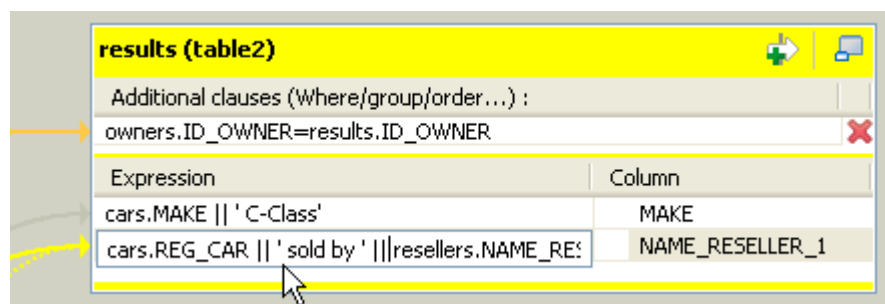 results (table2)
Additional clauses (Where/group/order...) :
owners.ID_OWNER=results.ID_OWNER
Expression Column
cars.MAKE || ' C-Class' MAKE
cars.REG_CAR || ' sold by ' || resellers.NAME_RES NAME_RESELLER_1